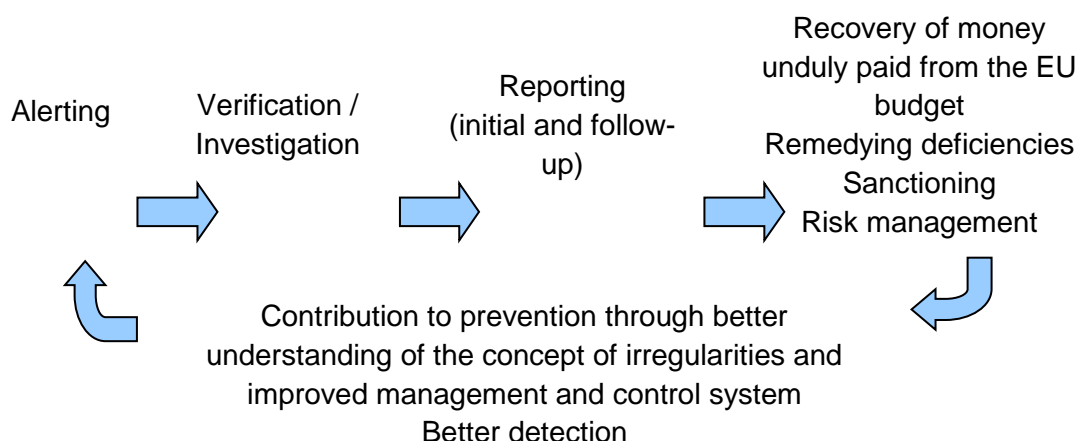 Alerting
Verification /
Investigation
Reporting
(initial and follow-
up)
Recovery of money
unduly paid from the EU
budget
Remedying deficiencies
Sanctioning
Risk management
Contribution to prevention through better
understanding of the concept of irregularities and
improved management and control system
Better detection